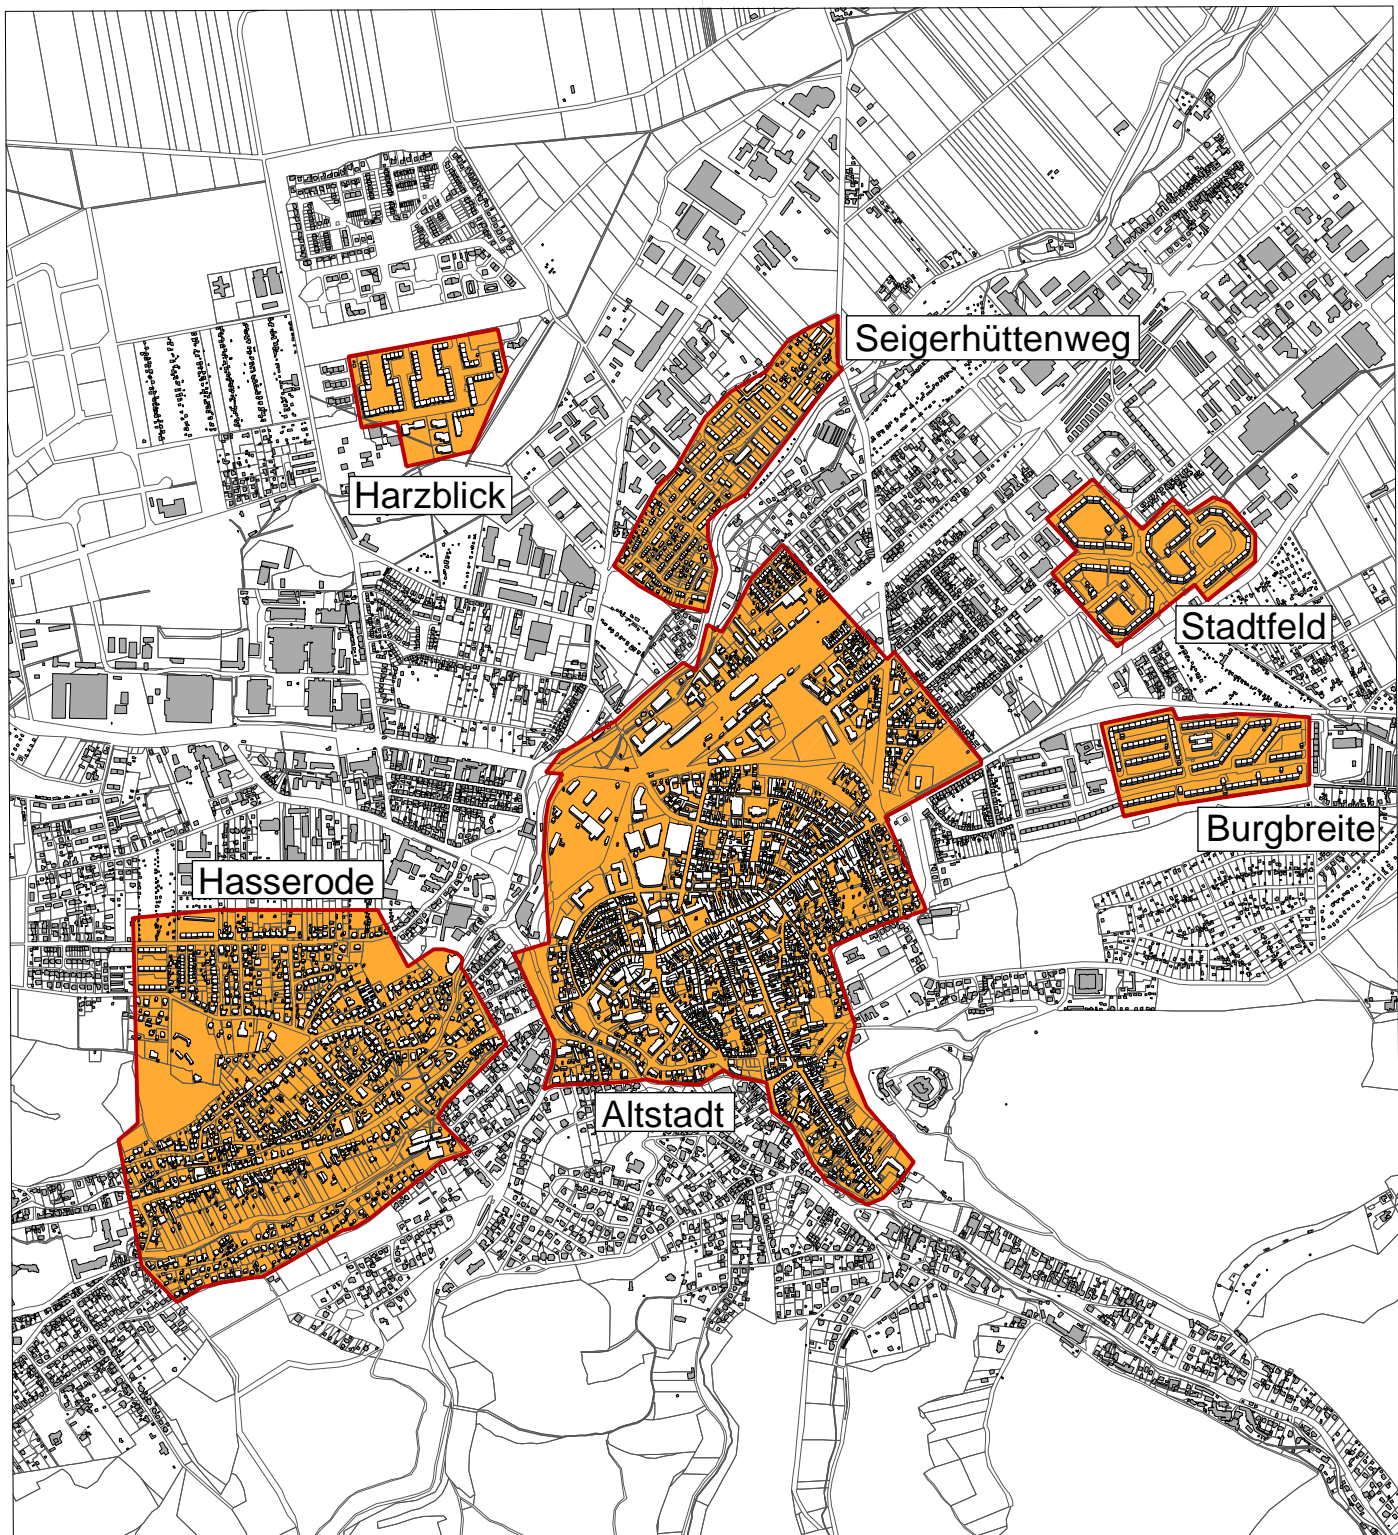 Seigerhüttenweg
Harzblick
Stadtfeld
Burgbreite
Hasserode
Altstadt